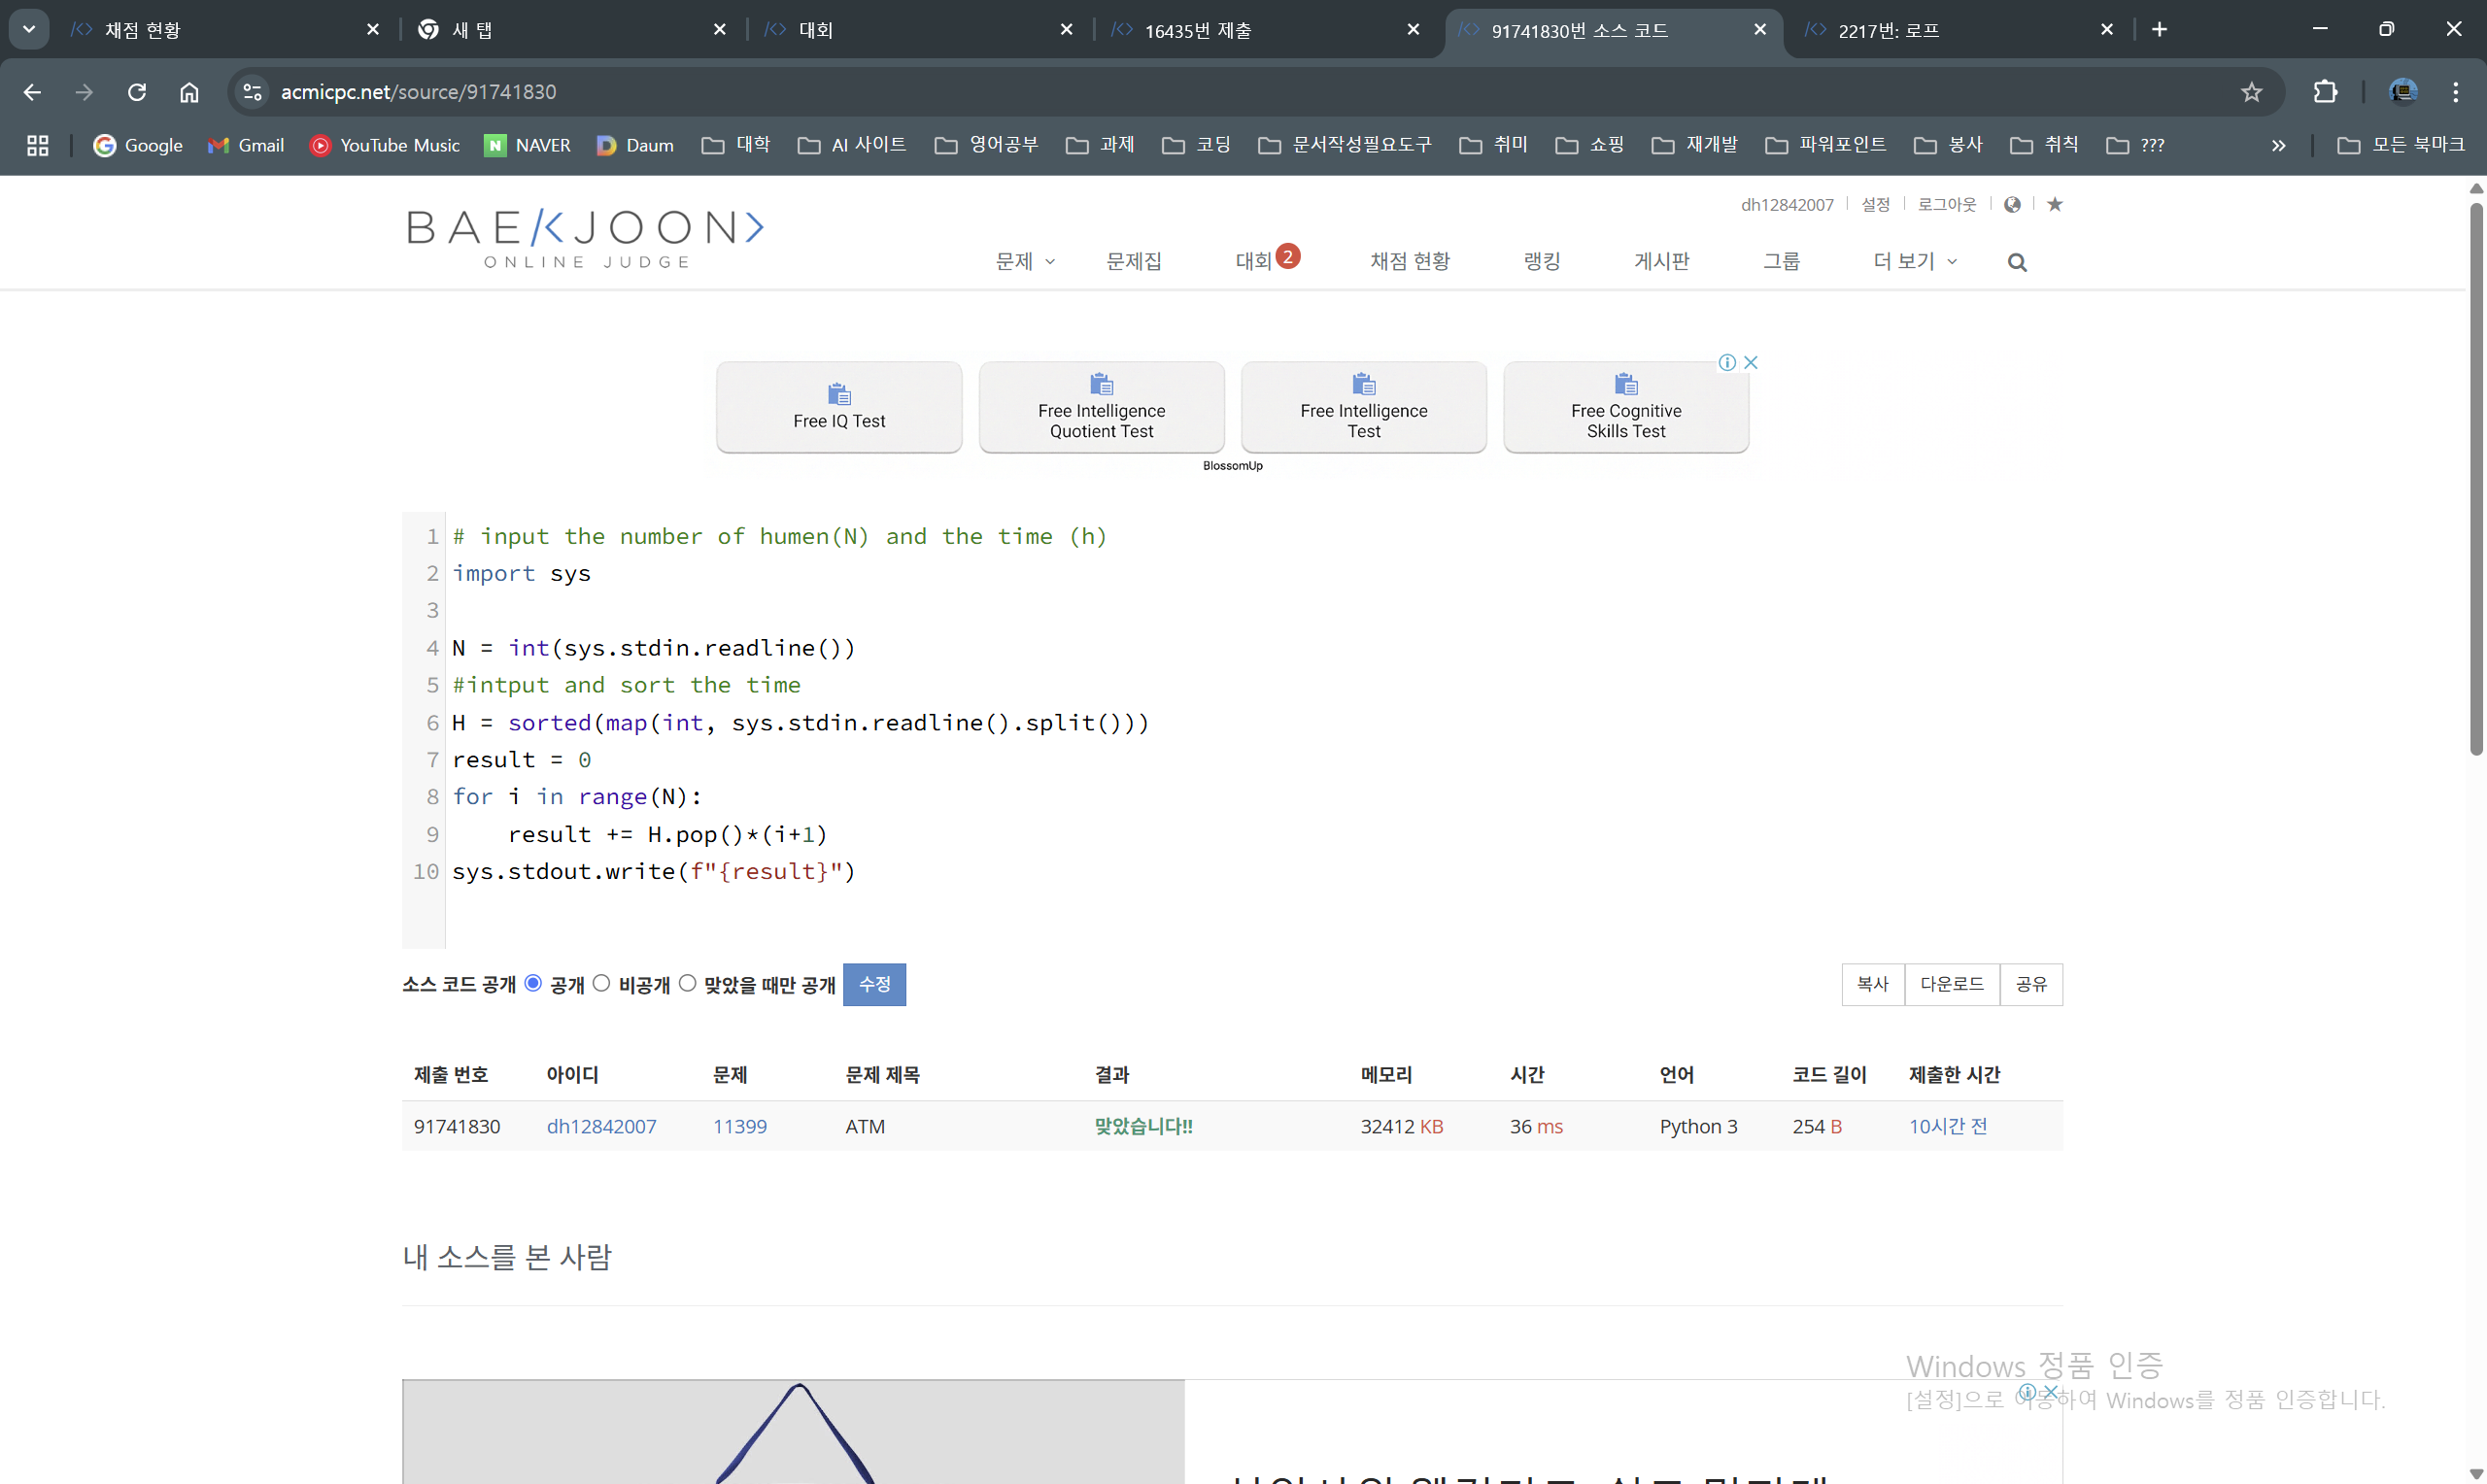 채점 현황
새 탭
대회
16435번 제출
91741830번 소스 코드
2217번: 로프
acmicpc.net/source/91741830
Google
Gmail
YouTube Music
NAVER
Daum
대학
AI 사이트
영어공부
과제
코딩
문서작성필요도구
취미
쇼핑
재개발
파워포인트
봉사
취칙
???
모든 북마크
dh12842007
설정
로그아웃
BAEKJOON
ONLINE JUDGE
문제
문제집
대회 2
채점 현황
랭킹
게시판
그룹
더 보기
Free IQ Test
Free Intelligence
Quotient Test
Free Intelligence
Test
Free Cognitive
Skills Test
BlossomUp
1 # input the number of humen(N) and the time (h)
2 import sys
3
4 N = int(sys.stdin.readline())
5 #intput and sort the time
6 H = sorted(map(int, sys.stdin.readline().split()))
7 result = 0
8 for i in range(N):
9     result += H.pop()*(i+1)
10 sys.stdout.write(f"{result}")
소스 코드 공개 공개 비공개 맞았을 때만 공개 수정
복사 다운로드 공유
제출 번호 아이디 문제 문제 제목 결과 메모리 시간 언어 코드 길이 제출한 시간
91741830 dh12842007 11399 ATM 맞았습니다!! 32412 KB 36 ms Python 3 254 B 10시간 전
내 소스를 본 사람
Windows 정품 인증
[설정]으로 이동하여 Windows를 정품 인증합니다.